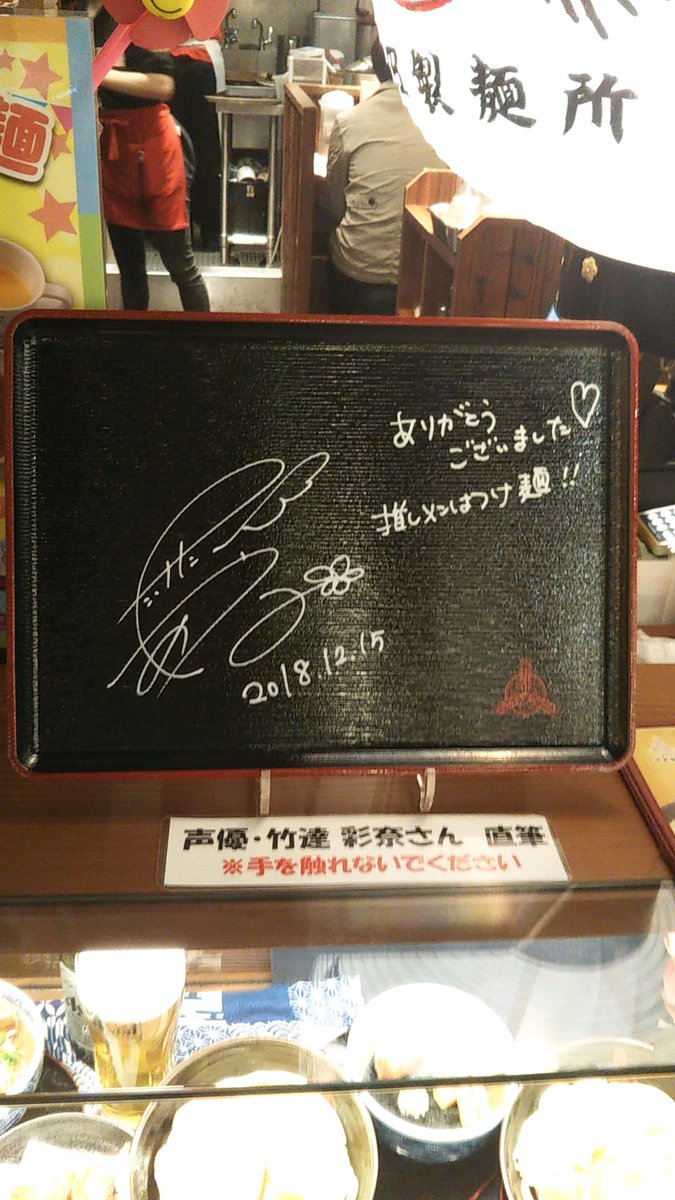 麺
製麺所
ありがとう
ございました♡
推しメンはつけ麺!!
2018.12.15
声優・竹達 彩奈さん 直筆
※手を触れないでください